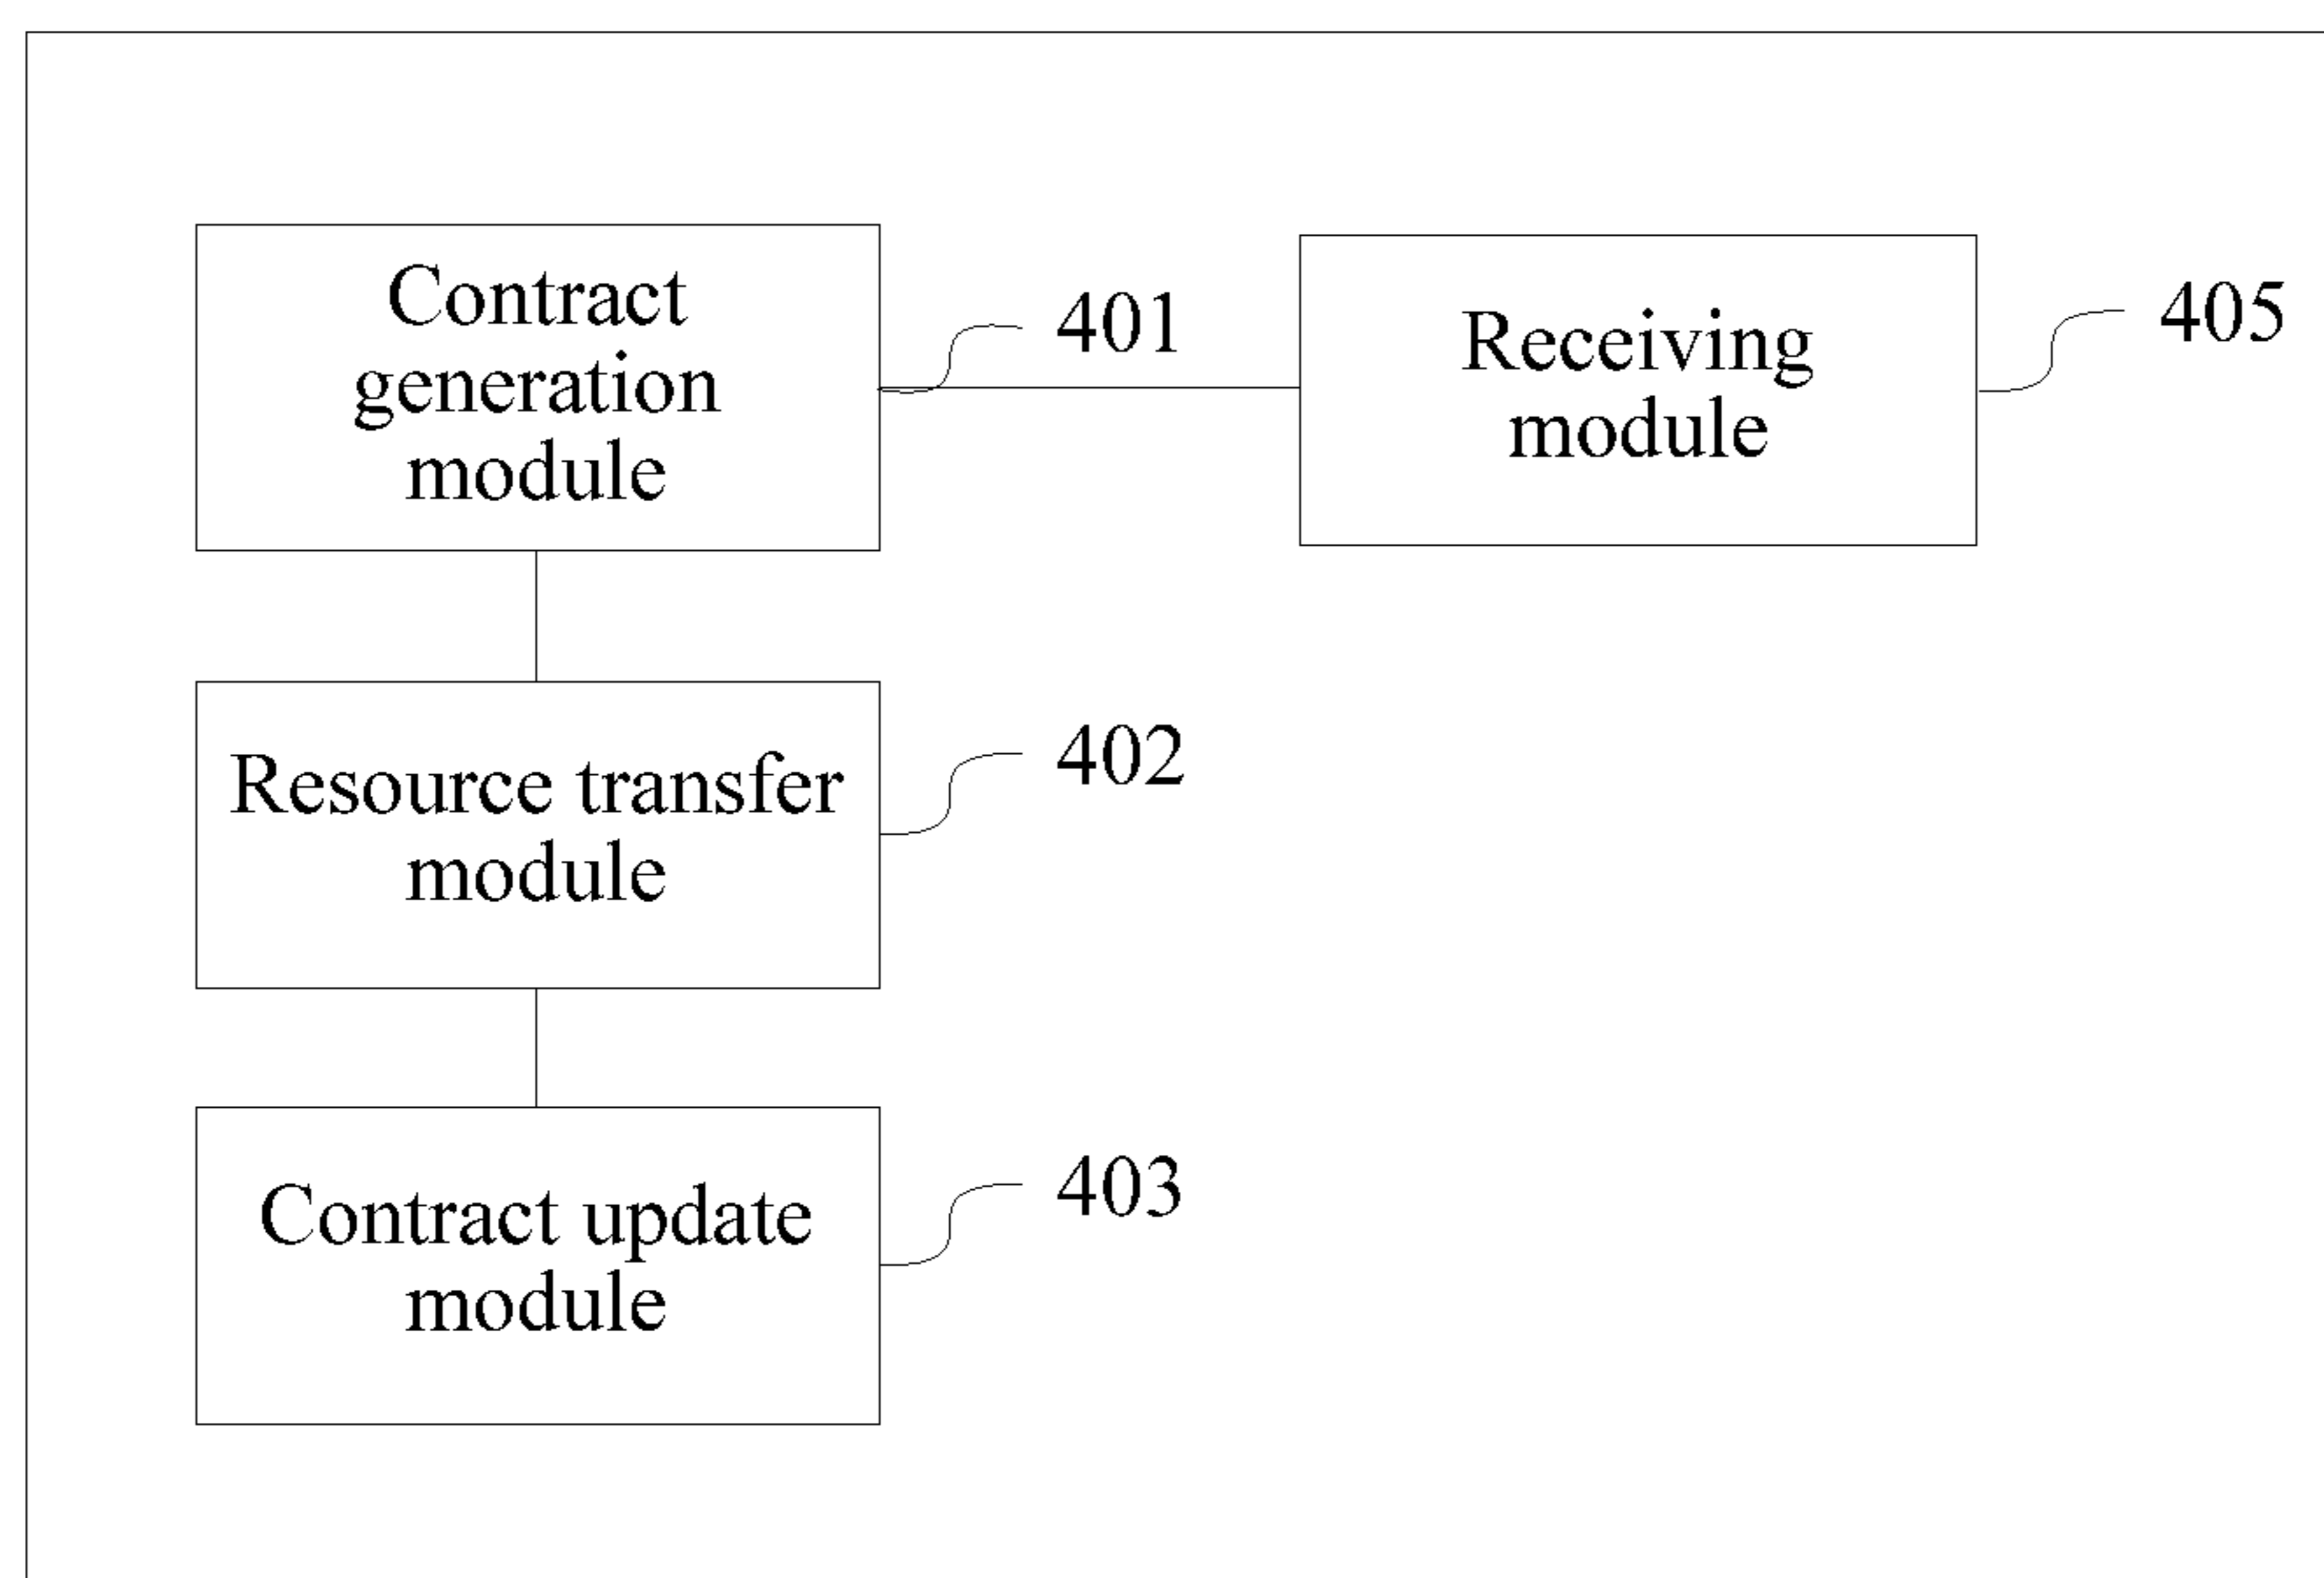 Contract
generation
module
401
Receiving
module
405
Resource transfer
module
402
Contract update
module
403